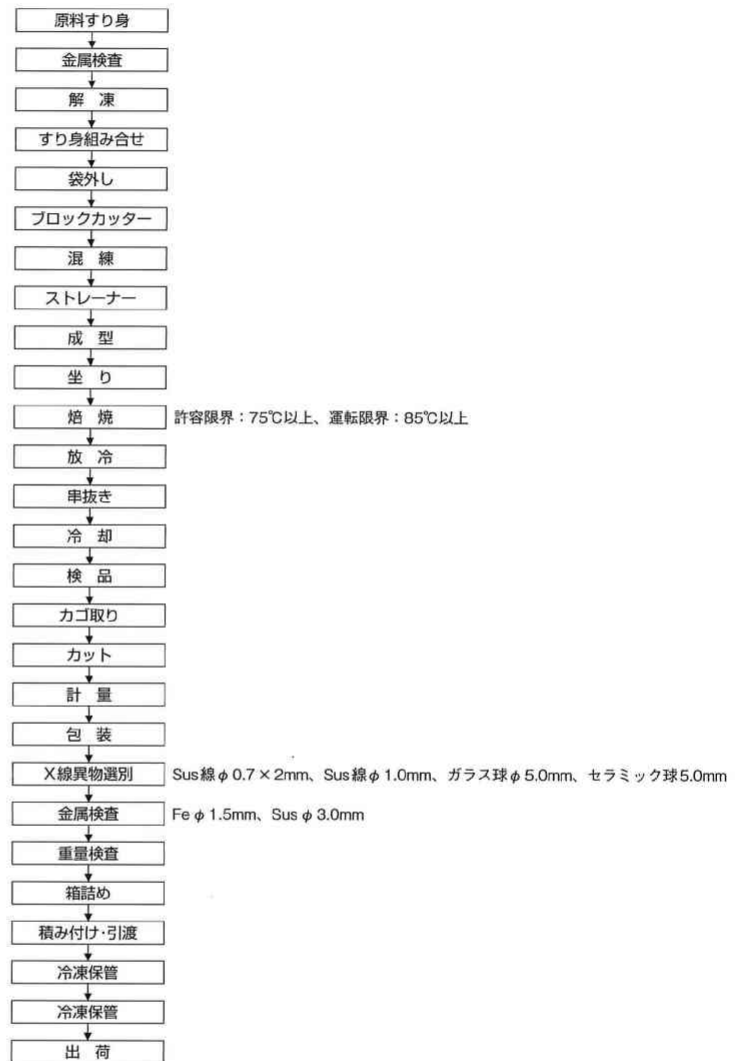 原料すり身
金属検査
解 凍
すり身組み合せ
袋外し
ブロックカッター
混 練
ストレーナー
成 型
坐 り
焙 焼 許容限界：75℃以上、運転限界：85℃以上
放 冷
串抜き
冷 却
検 品
カゴ取り
カット
計 量
包 装
X線異物選別 Sus線φ0.7×2mm、Sus線φ1.0mm、ガラス球φ5.0mm、セラミック球5.0mm
金属検査 Feφ1.5mm、Susφ3.0mm
重量検査
箱詰め
積み付け・引渡
冷凍保管
冷凍保管
出 荷